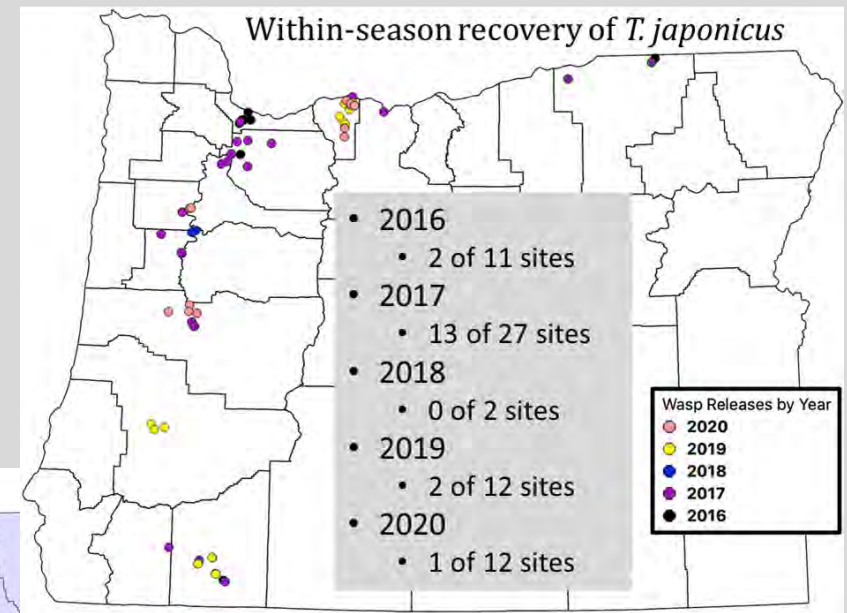 Within-season recovery of T. japonicus
• 2016
• 2 of 11 sites
• 2017
• 13 of 27 sites
• 2018
• 0 of 2 sites
• 2019
• 2 of 12 sites
• 2020
• 1 of 12 sites
Wasp Releases by Year
2020
2019
2018
2017
2016